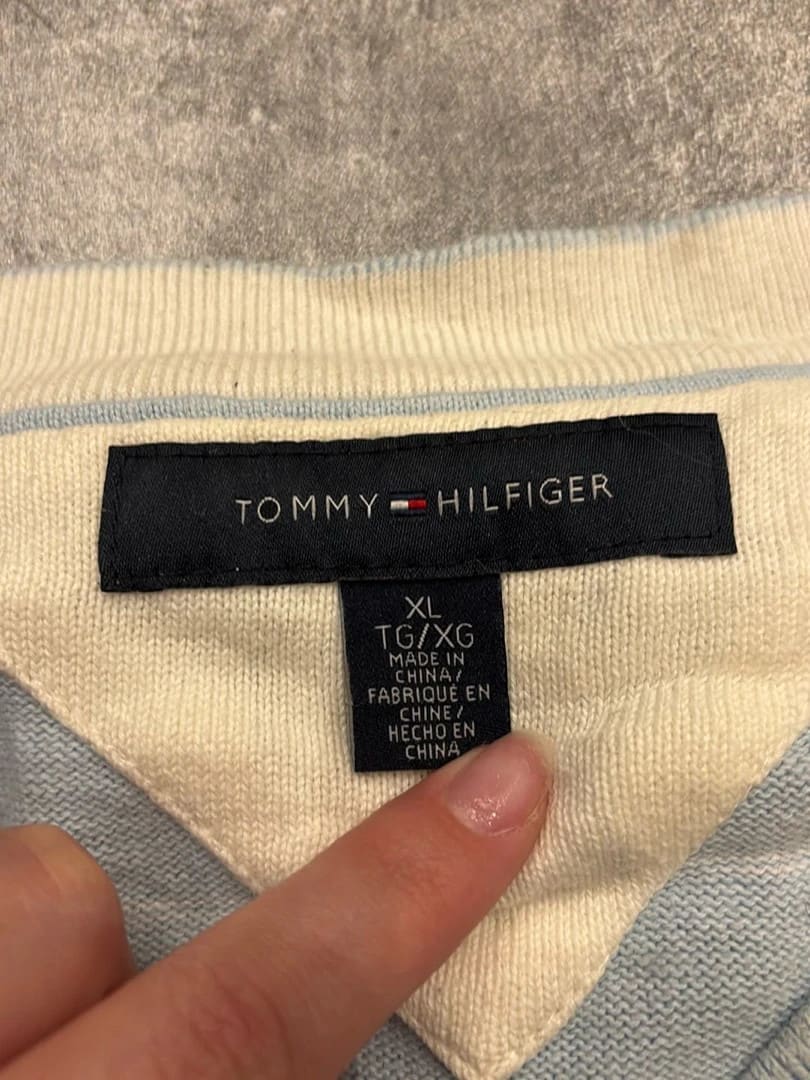 TOMMY HILFIGER
XL
TG/XG
MADE IN
CHINA/
FABRIQUÉ EN
CHINE/
HECHO EN
CHINA